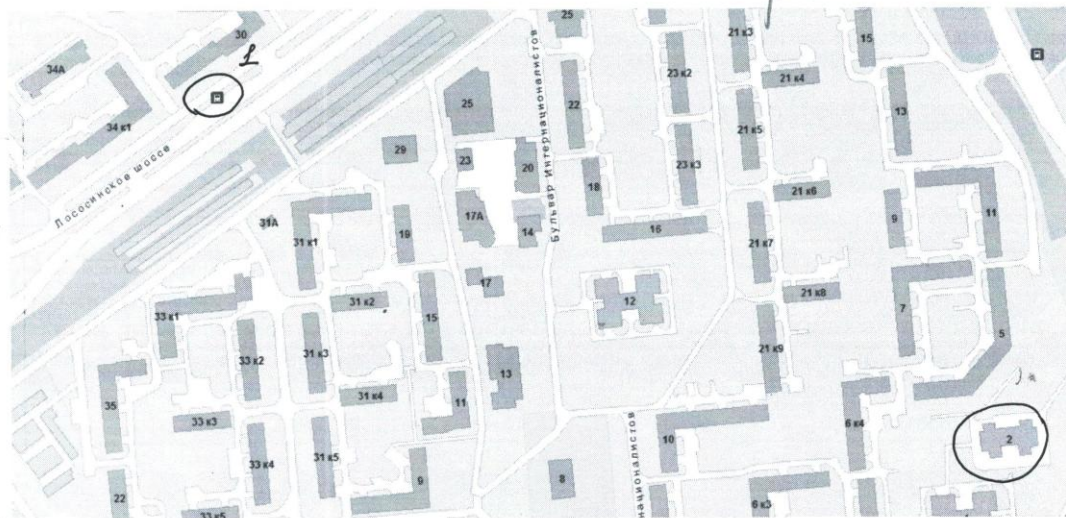 25
21 к3
15
30
1
34А
23 к2
21 к4
34 к1
22
25
13
21 к5
29
23
20
23 к3
Лососинское шоссе
Бульвар Интернационалистов
18
21 к6
31А
31 к1
19
17А
14
16
21 к7
9
11
17
12
21 к8
31 к2
33 к1
15
7
5
33 к2
31 к3
21 к9
13
35
31 к4
11
33 к3
10
6 к4
2
33 к4
31 к5
национали​стов
9
8
22
6 к3
33 к5